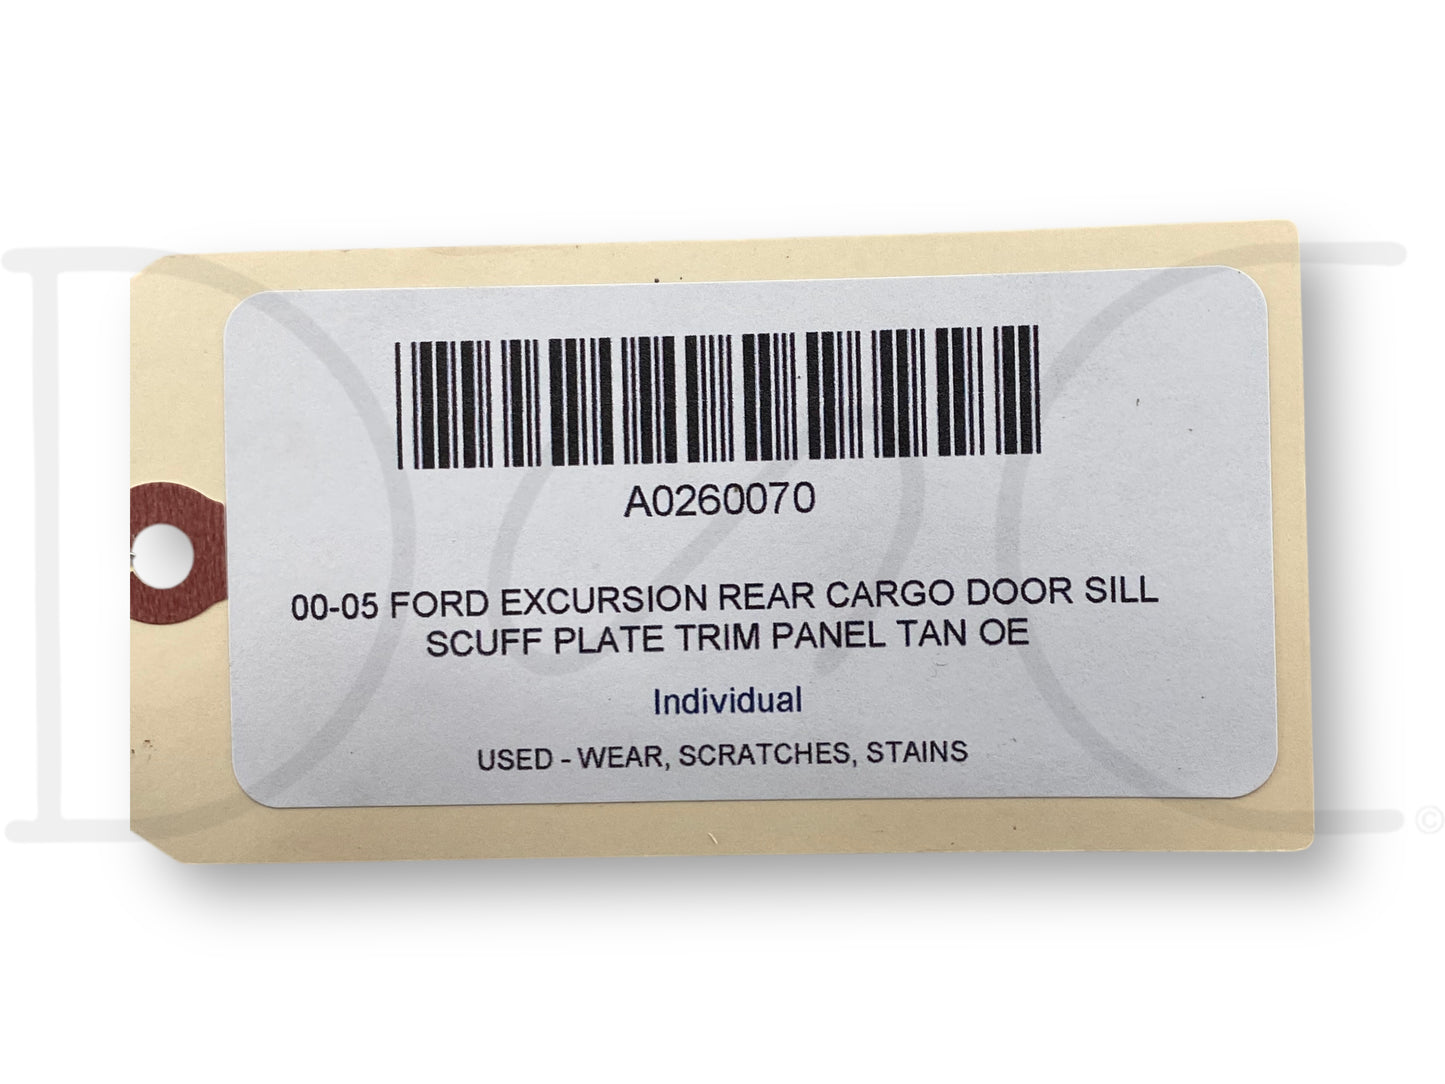 A0260070
00-05 FORD EXCURSION REAR CARGO DOOR SILL
SCUFF PLATE TRIM PANEL TAN OE
Individual
USED - WEAR, SCRATCHES, STAINS
©